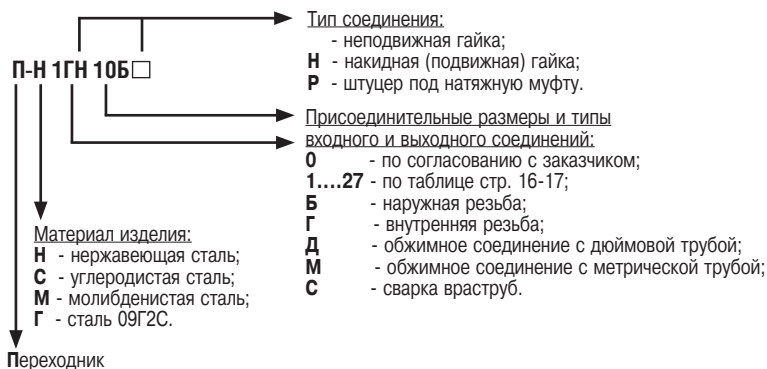 Тип соединения:
- неподвижная гайка;
Н - накидная (подвижная) гайка;
Р - штуцер под натяжную муфту.
П-Н 1ГН 10Б□
Присоединительные размеры и типы
входного и выходного соединений:
0 - по согласованию с заказчиком;
1....27 - по таблице стр. 16-17;
Б - наружная резьба;
Г - внутренняя резьба;
Д - обжимное соединение с дюймовой трубой;
М - обжимное соединение с метрической трубой;
С - сварка враструб.
Материал изделия:
Н - нержавеющая сталь;
С - углеродистая сталь;
М - молибденистая сталь;
Г - сталь 09Г2С.
Переходник